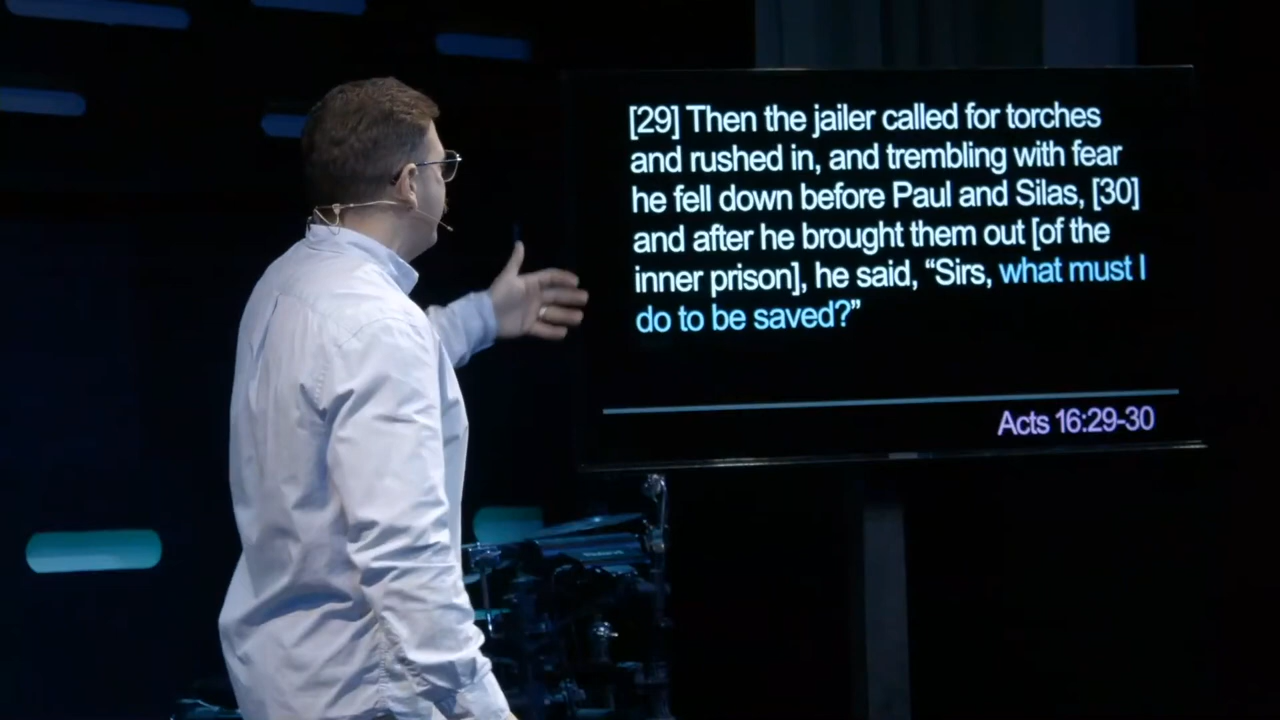 [29] Then the jailer called for torches
and rushed in, and trembling with fear
he fell down before Paul and Silas, [30]
and after he brought them out [of the
inner prison], he said, “Sirs, what must I
do to be saved?”
Acts 16:29-30